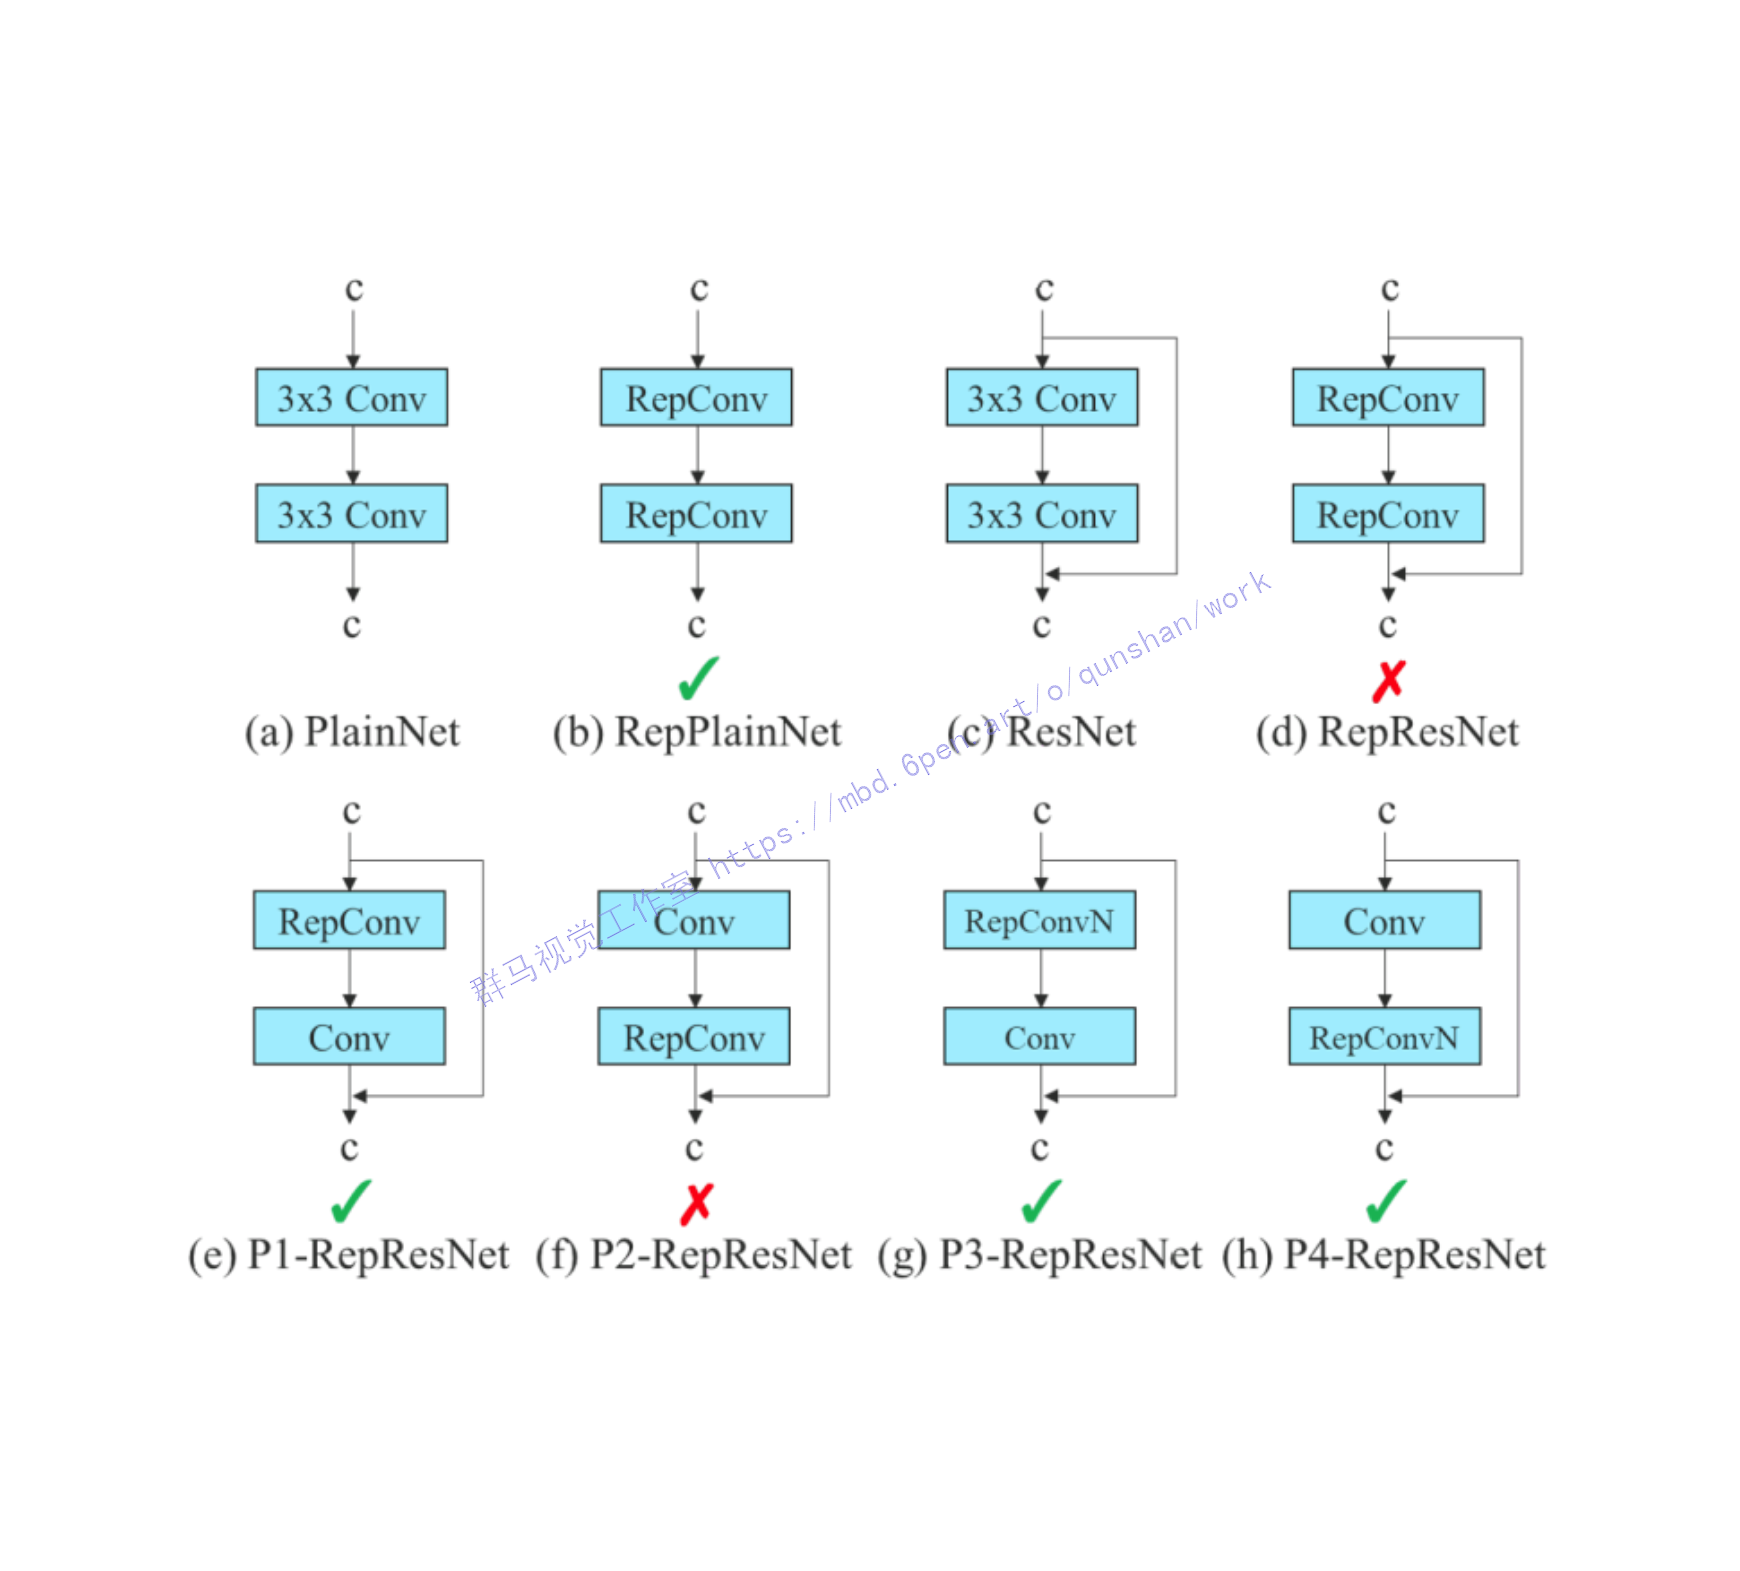 c c c c
3x3 Conv RepConv 3x3 Conv RepConv
3x3 Conv RepConv 3x3 Conv RepConv
c c c c
✓ ✗
(a) PlainNet (b) RepPlainNet (c) ResNet (d) RepResNet
c c c c
RepConv Conv RepConvN Conv
Conv RepConv Conv RepConvN
c c c c
✓ ✗ ✓ ✓
(e) P1-RepResNet (f) P2-RepResNet (g) P3-RepResNet (h) P4-RepResNet
群马视觉工作室 https://mbd.6pen.art/o/qunshan/work